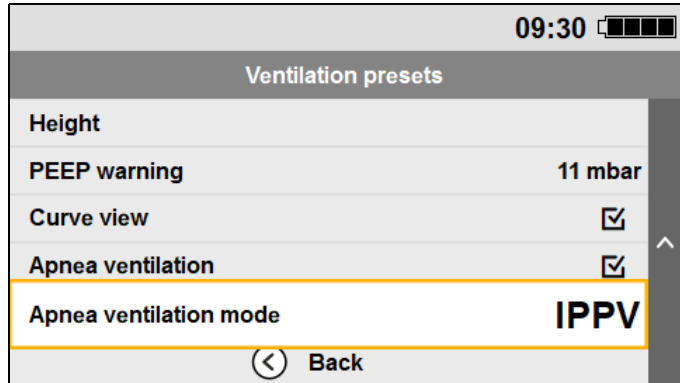 09:30
Ventilation presets
Height
PEEP warning 11 mbar
Curve view
Apnea ventilation
Apnea ventilation mode IPPV
Back